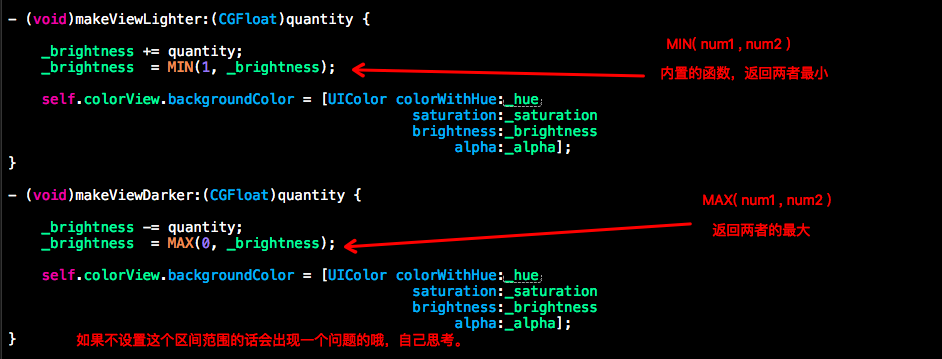 - (void)makeViewLighter:(CGFloat)quantity {
MIN( num1 , num2 )
_brightness += quantity;
_brightness  = MIN(1, _brightness);
内置的函数，返回两者最小
self.colorView.backgroundColor = [UIColor colorWithHue:_hue
saturation:_saturation
brightness:_brightness
alpha:_alpha];
}
- (void)makeViewDarker:(CGFloat)quantity {
MAX( num1 , num2 )
_brightness -= quantity;
返回两者的最大
_brightness  = MAX(0, _brightness);
self.colorView.backgroundColor = [UIColor colorWithHue:_hue
saturation:_saturation
brightness:_brightness
alpha:_alpha];
} 如果不设置这个区间范围的话会出现一个问题的哦，自己思考。